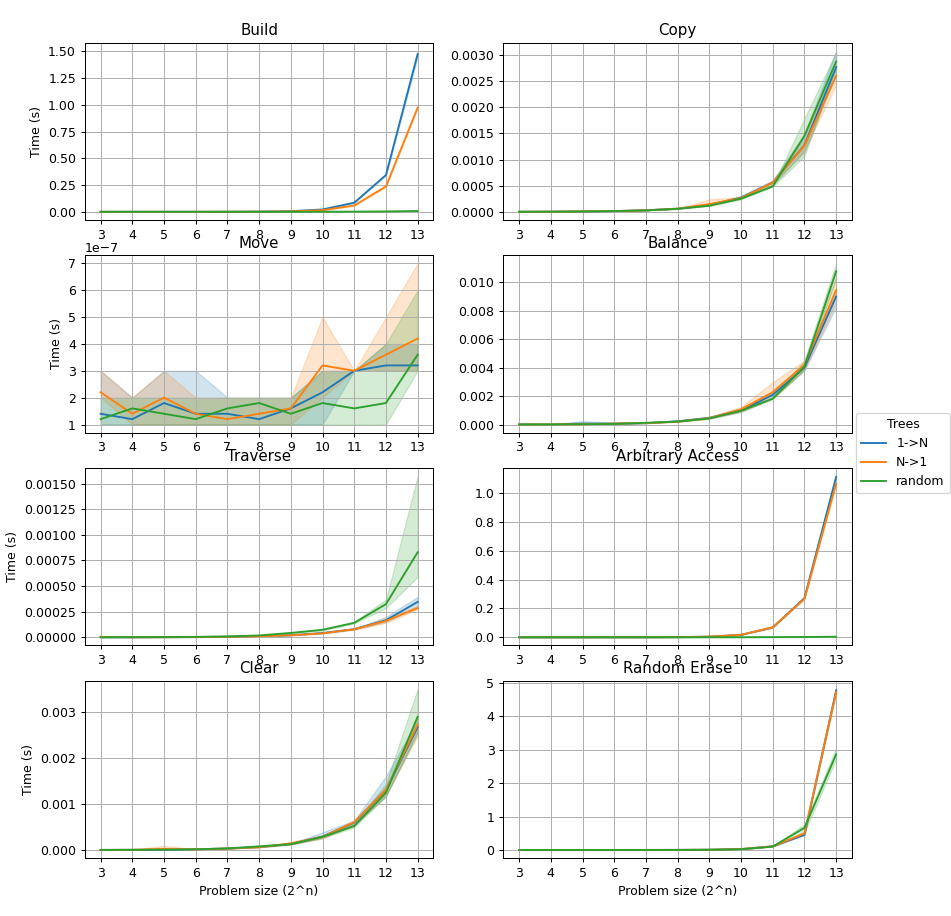 Build
1.50
1.25
1.00
0.75
0.50
0.25
0.00
Time (s)
3 4 5 6 7 8 9 10 11 12 13
Copy
0.0030
0.0025
0.0020
0.0015
0.0010
0.0005
0.0000
3 4 5 6 7 8 9 10 11 12 13
Move
1e−7
7
6
5
4
3
2
1
Time (s)
3 4 5 6 7 8 9 10 11 12 13
Balance
0.010
0.008
0.006
0.004
0.002
0.000
3 4 5 6 7 8 9 10 11 12 13
Traverse
0.00150
0.00125
0.00100
0.00075
0.00050
0.00025
0.00000
Time (s)
3 4 5 6 7 8 9 10 11 12 13
Arbitrary Access
1.0
0.8
0.6
0.4
0.2
0.0
3 4 5 6 7 8 9 10 11 12 13
Clear
0.003
0.002
0.001
0.000
Time (s)
3 4 5 6 7 8 9 10 11 12 13
Problem size (2^n)
Random Erase
5
4
3
2
1
0
3 4 5 6 7 8 9 10 11 12 13
Problem size (2^n)
Trees
1->N
N->1
random